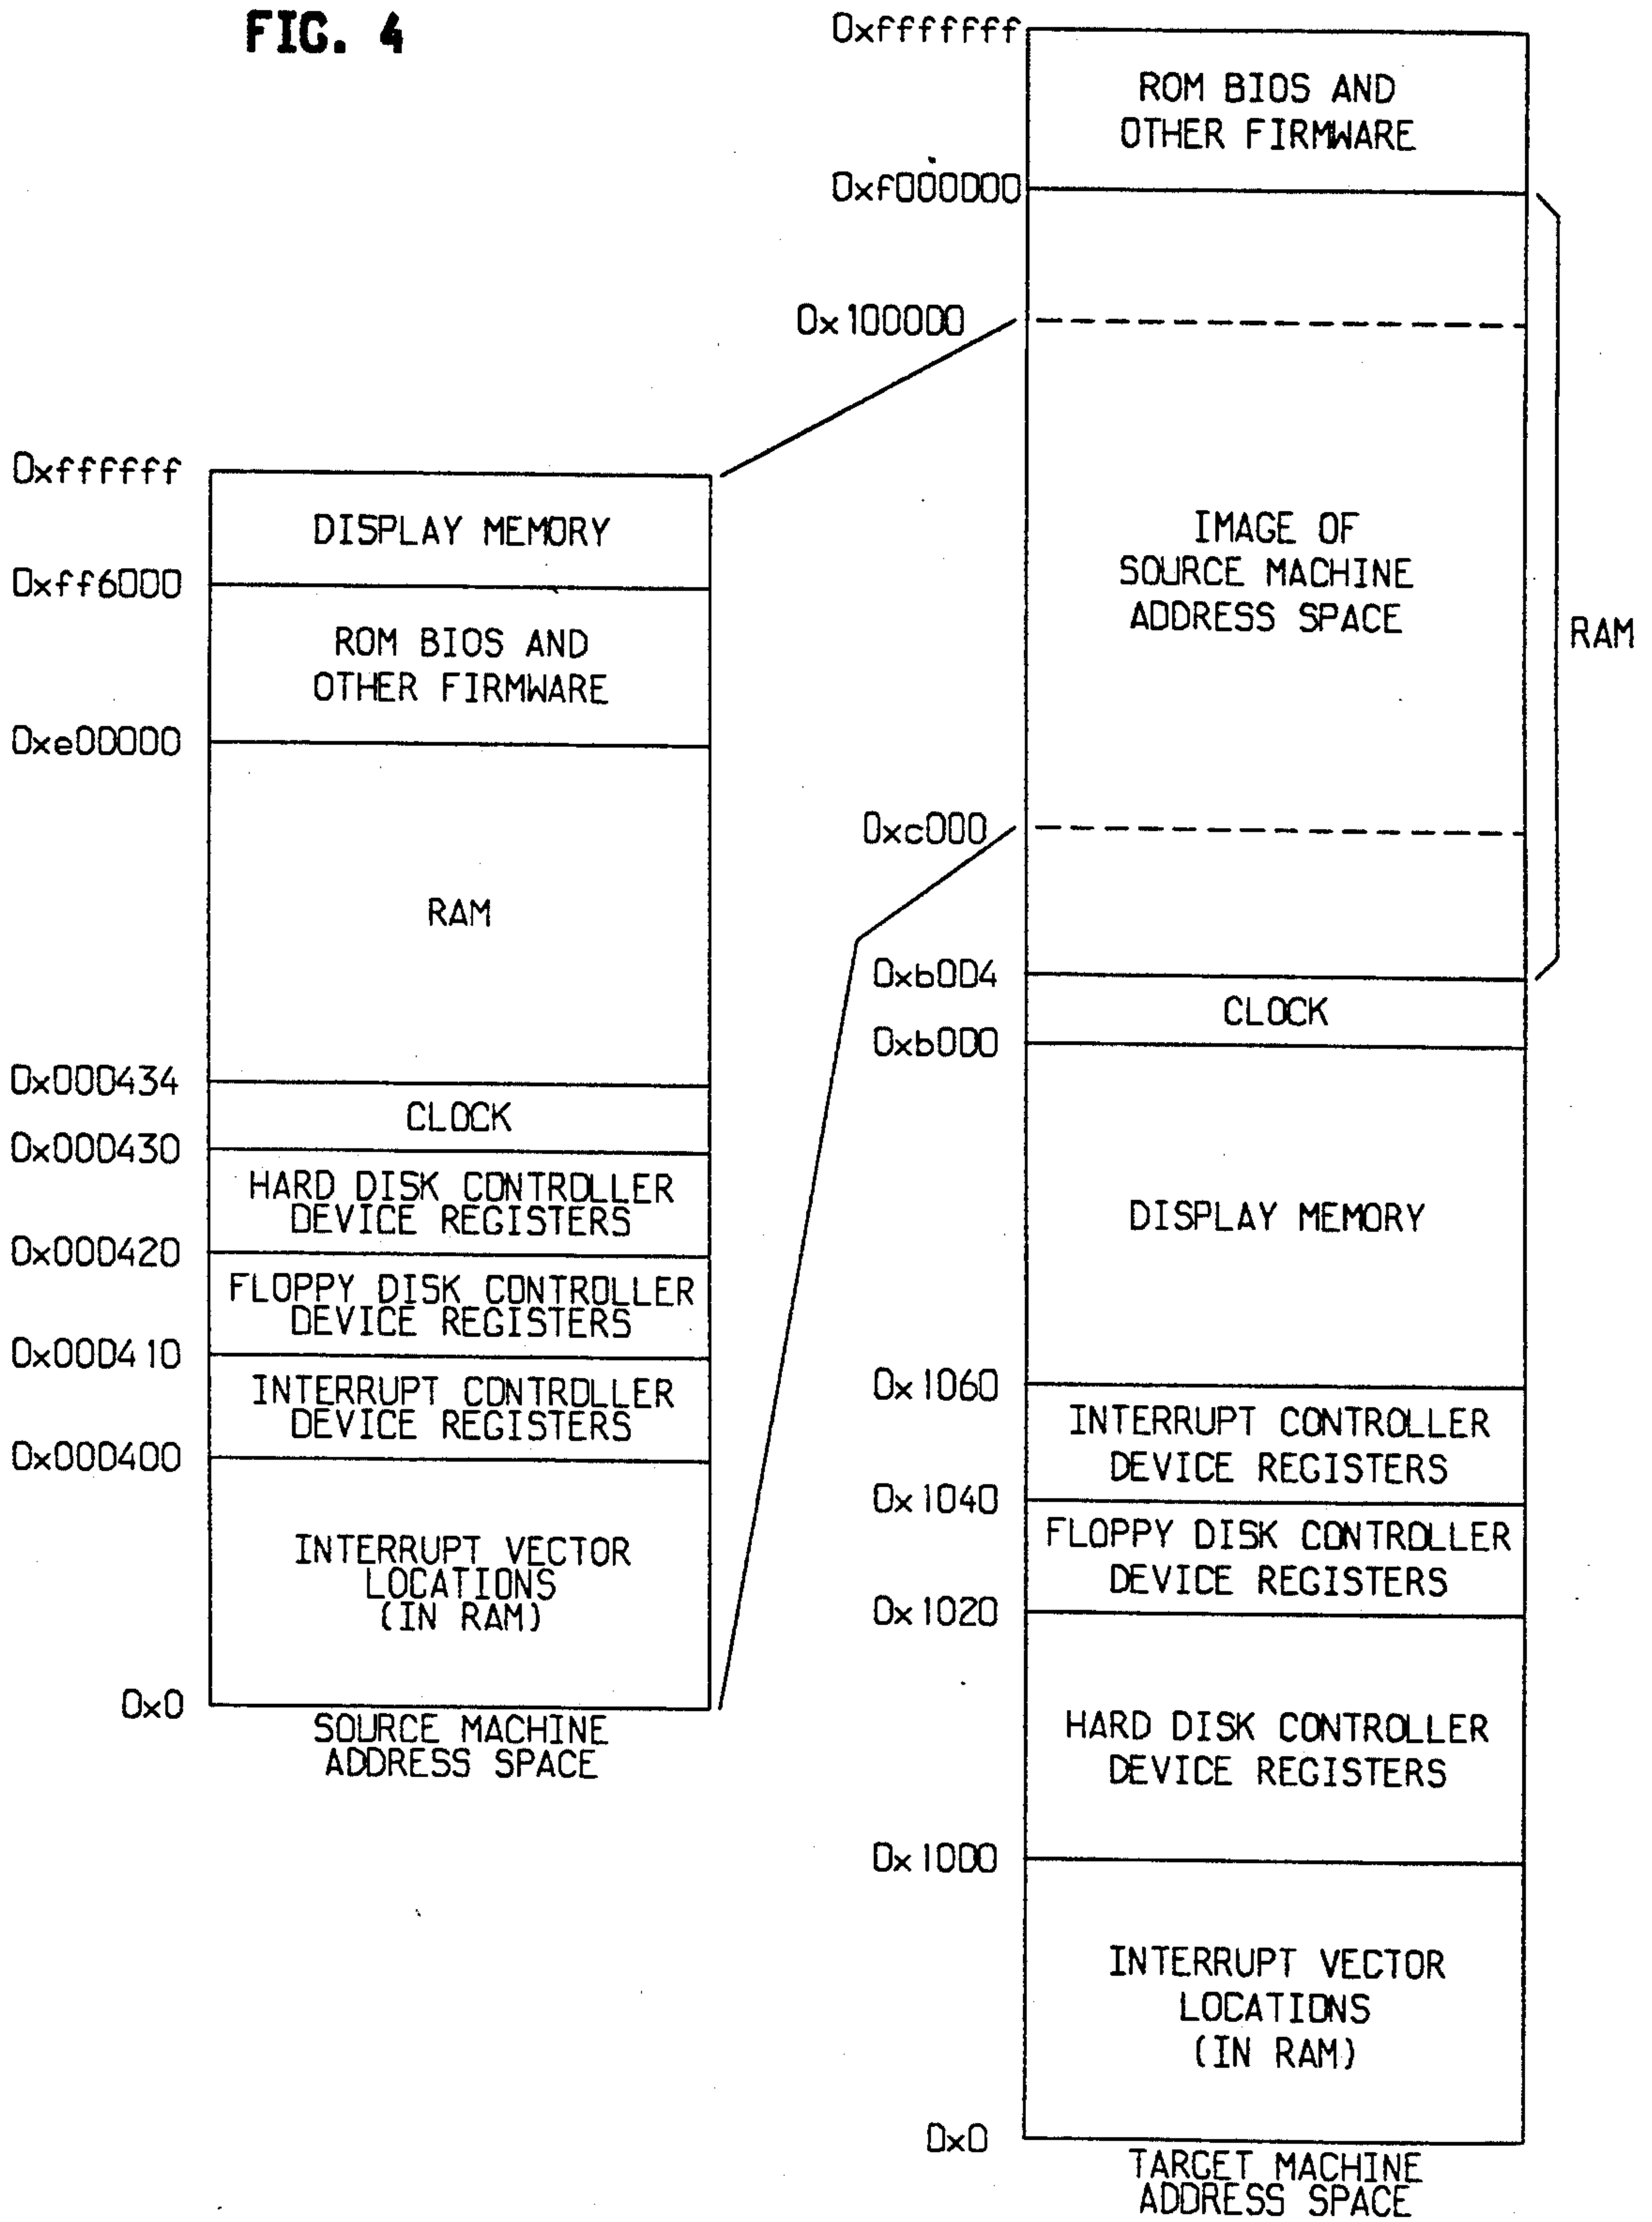 FIG. 4
0xffffff
DISPLAY MEMORY
0xff6000
ROM BIOS AND
OTHER FIRMWARE
0xe00000
RAM
0x000434
CLOCK
0x000430
HARD DISK CONTROLLER
DEVICE REGISTERS
0x000420
FLOPPY DISK CONTROLLER
DEVICE REGISTERS
0x000410
INTERRUPT CONTROLLER
DEVICE REGISTERS
0x000400
INTERRUPT VECTOR
LOCATIONS
(IN RAM)
0x0
SOURCE MACHINE
ADDRESS SPACE
0xfffffff
ROM BIOS AND
OTHER FIRMWARE
0xf000000
0x100000
IMAGE OF
SOURCE MACHINE
ADDRESS SPACE
RAM
0xc000
0xb004
CLOCK
0xb000
DISPLAY MEMORY
0x1060
INTERRUPT CONTROLLER
DEVICE REGISTERS
0x1040
FLOPPY DISK CONTROLLER
DEVICE REGISTERS
0x1020
HARD DISK CONTROLLER
DEVICE REGISTERS
0x1000
INTERRUPT VECTOR
LOCATIONS
(IN RAM)
0x0
TARGET MACHINE
ADDRESS SPACE